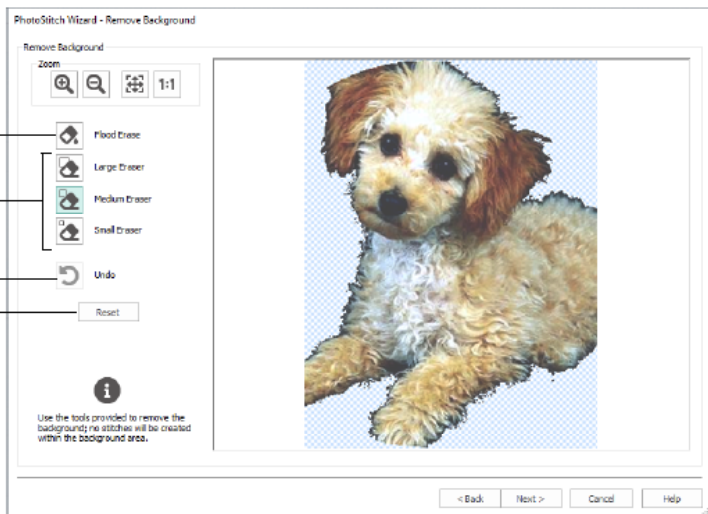 PhotoStitch Wizard - Remove Background
Remove Background
Zoom
1:1
Flood Erase
Large Eraser
Medium Eraser
Small Eraser
Undo
Reset
Use the tools provided to remove the
background; no stitches will be created
within the background area.
< Back Next > Cancel Help